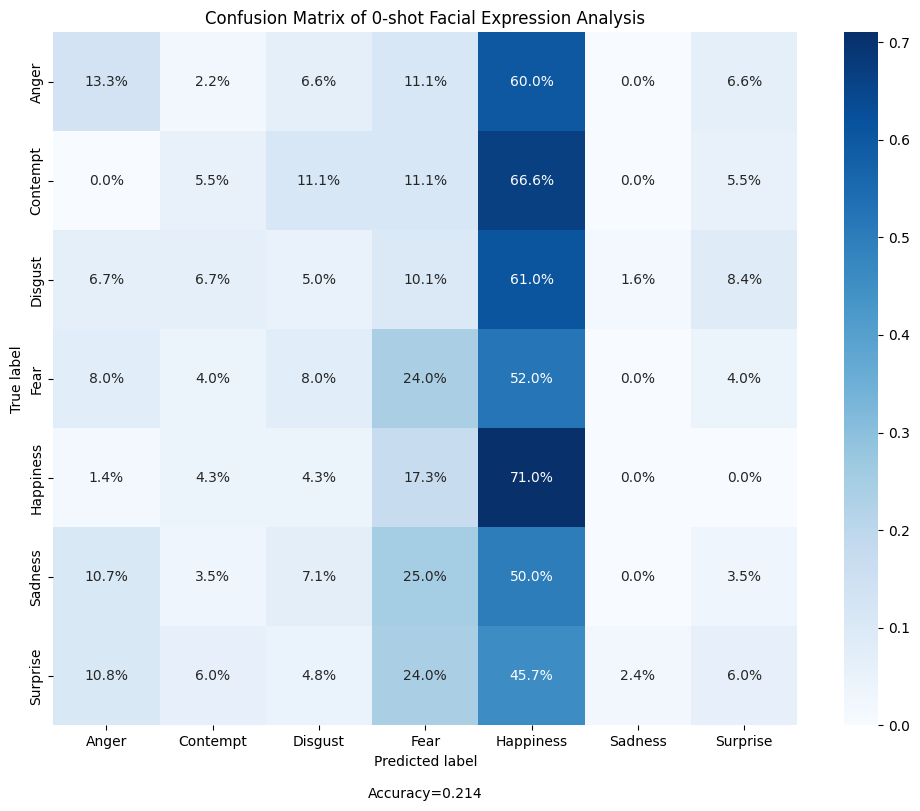 Confusion Matrix of 0-shot Facial Expression Analysis
True label
Anger 13.3% 2.2% 6.6% 11.1% 60.0% 0.0% 6.6%
Contempt 0.0% 5.5% 11.1% 11.1% 66.6% 0.0% 5.5%
Disgust 6.7% 6.7% 5.0% 10.1% 61.0% 1.6% 8.4%
Fear 8.0% 4.0% 8.0% 24.0% 52.0% 0.0% 4.0%
Happiness 1.4% 4.3% 4.3% 17.3% 71.0% 0.0% 0.0%
Sadness 10.7% 3.5% 7.1% 25.0% 50.0% 0.0% 3.5%
Surprise 10.8% 6.0% 4.8% 24.0% 45.7% 2.4% 6.0%
Anger Contempt Disgust Fear Happiness Sadness Surprise
Predicted label
Accuracy=0.214
0.7
0.6
0.5
0.4
0.3
0.2
0.1
0.0